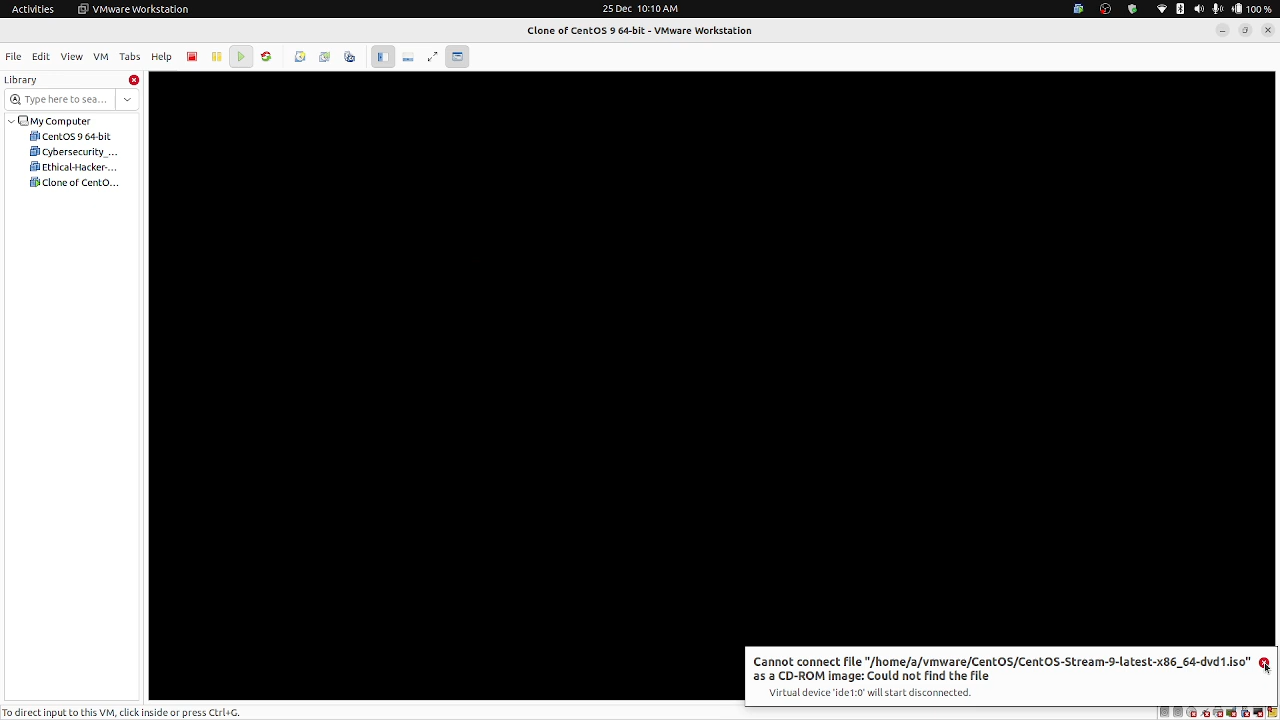 Activities
VMware Workstation
25 Dec 10:10 AM
100 %
Clone of CentOS 9 64-bit - VMware Workstation
File Edit View VM Tabs Help
Library
Type here to sea...
My Computer
CentOS 9 64-bit
Cybersecurity_...
Ethical-Hacker-...
Clone of CentO...
Cannot connect file "/home/a/vmware/CentOS/CentOS-Stream-9-latest-x86_64-dvd1.iso"
as a CD-ROM image: Could not find the file
Virtual device 'ide1:0' will start disconnected.
To direct input to this VM, click inside or press Ctrl+G.